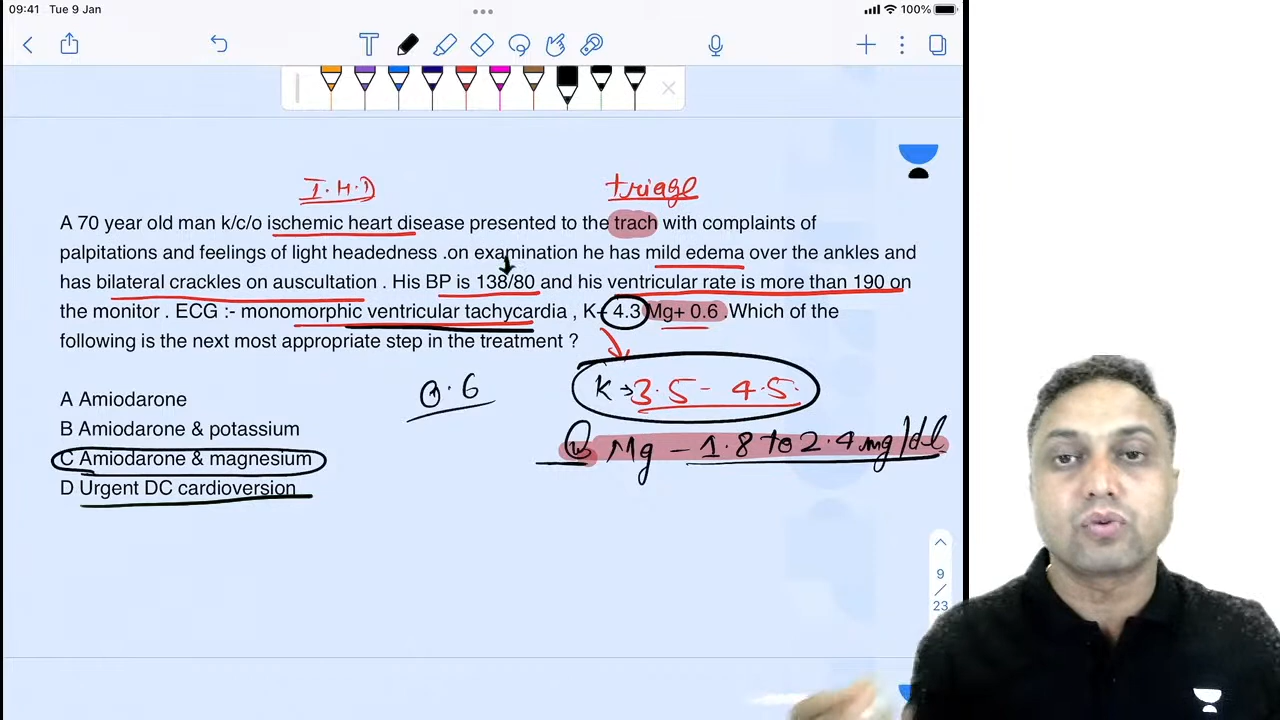 09:41 Tue 9 Jan
100%
T
I.H.D
triage
A 70 year old man k/c/o ischemic heart disease presented to the trach with complaints of
palpitations and feelings of light headedness .on examination he has mild edema over the ankles and
has bilateral crackles on auscultation . His BP is 138/80 and his ventricular rate is more than 190 on
the monitor . ECG :- monomorphic ventricular tachycardia , K- 4.3 Mg+ 0.6 .Which of the
following is the next most appropriate step in the treatment ?
0.6
K → 3.5 - 4.5.
Mg - 1.8 to 2.4 mg/dl
A Amiodarone
B Amiodarone & potassium
C Amiodarone & magnesium
D Urgent DC cardioversion
9
/
23